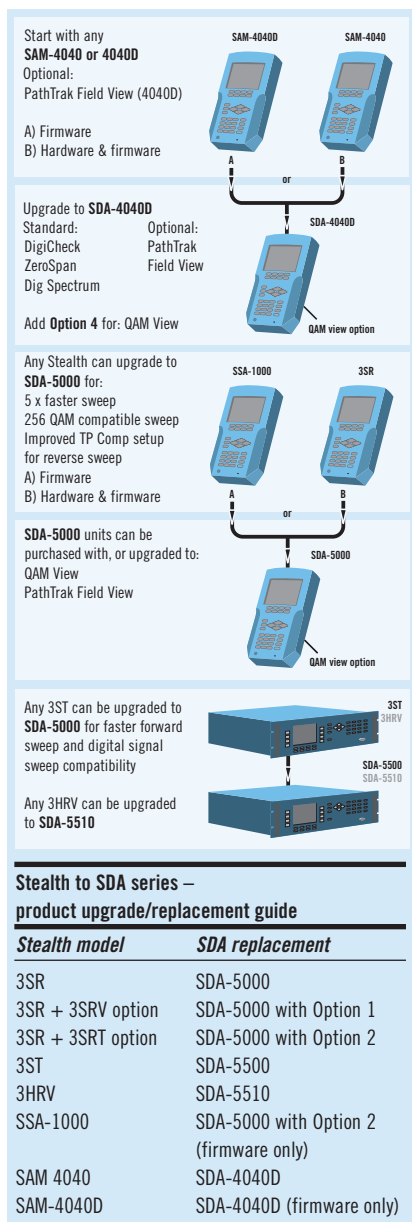 Start with any
SAM-4040 or 4040D
Optional:
PathTrak Field View (4040D)
A) Firmware
B) Hardware & firmware
SAM-4040D
SAM-4040
A
B
or
Upgrade to SDA-4040D
Standard: Optional:
DigiCheck PathTrak
ZeroSpan Field View
Dig Spectrum
Add Option 4 for: QAM View
SDA-4040D
QAM view option
Any Stealth can upgrade to
SDA-5000 for:
5 x faster sweep
256 QAM compatible sweep
Improved TP Comp setup
for reverse sweep
A) Firmware
B) Hardware & firmware
SSA-1000
3SR
A
B
or
SDA-5000 units can be
purchased with, or upgraded to:
QAM View
PathTrak Field View
SDA-5000
QAM view option
Any 3ST can be upgraded to
SDA-5000 for faster forward
sweep and digital signal
sweep compatibility
Any 3HRV can be upgraded
to SDA-5510
3ST
3HRV
SDA-5500
SDA-5510
Stealth to SDA series –
product upgrade/replacement guide
Stealth model SDA replacement
3SR SDA-5000
3SR + 3SRV option SDA-5000 with Option 1
3SR + 3SRT option SDA-5000 with Option 2
3ST SDA-5500
3HRV SDA-5510
SSA-1000 SDA-5000 with Option 2
(firmware only)
SAM 4040 SDA-4040D
SAM-4040D SDA-4040D (firmware only)